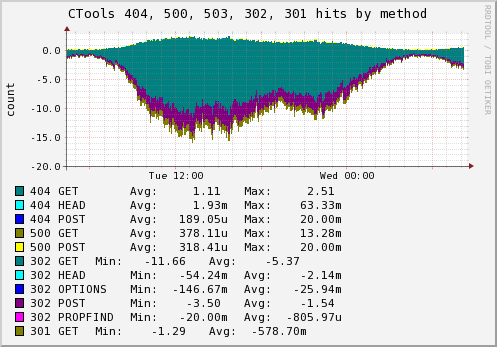 CTools 404, 500, 503, 302, 301 hits by method
RRDTOOL / TOBI OETIKER
count
0.0
-5.0
-10.0
-15.0
-20.0
Tue 12:00 Wed 00:00
404 GET Avg: 1.11 Max: 2.51
404 HEAD Avg: 1.93m Max: 63.33m
404 POST Avg: 189.05u Max: 20.00m
500 GET Avg: 378.11u Max: 13.28m
500 POST Avg: 318.41u Max: 20.00m
302 GET Min: -11.66 Avg: -5.37
302 HEAD Min: -54.24m Avg: -2.14m
302 OPTIONS Min: -146.67m Avg: -25.94m
302 POST Min: -3.50 Avg: -1.54
302 PROPFIND Min: -20.00m Avg: -805.97u
301 GET Min: -1.29 Avg: -578.70m